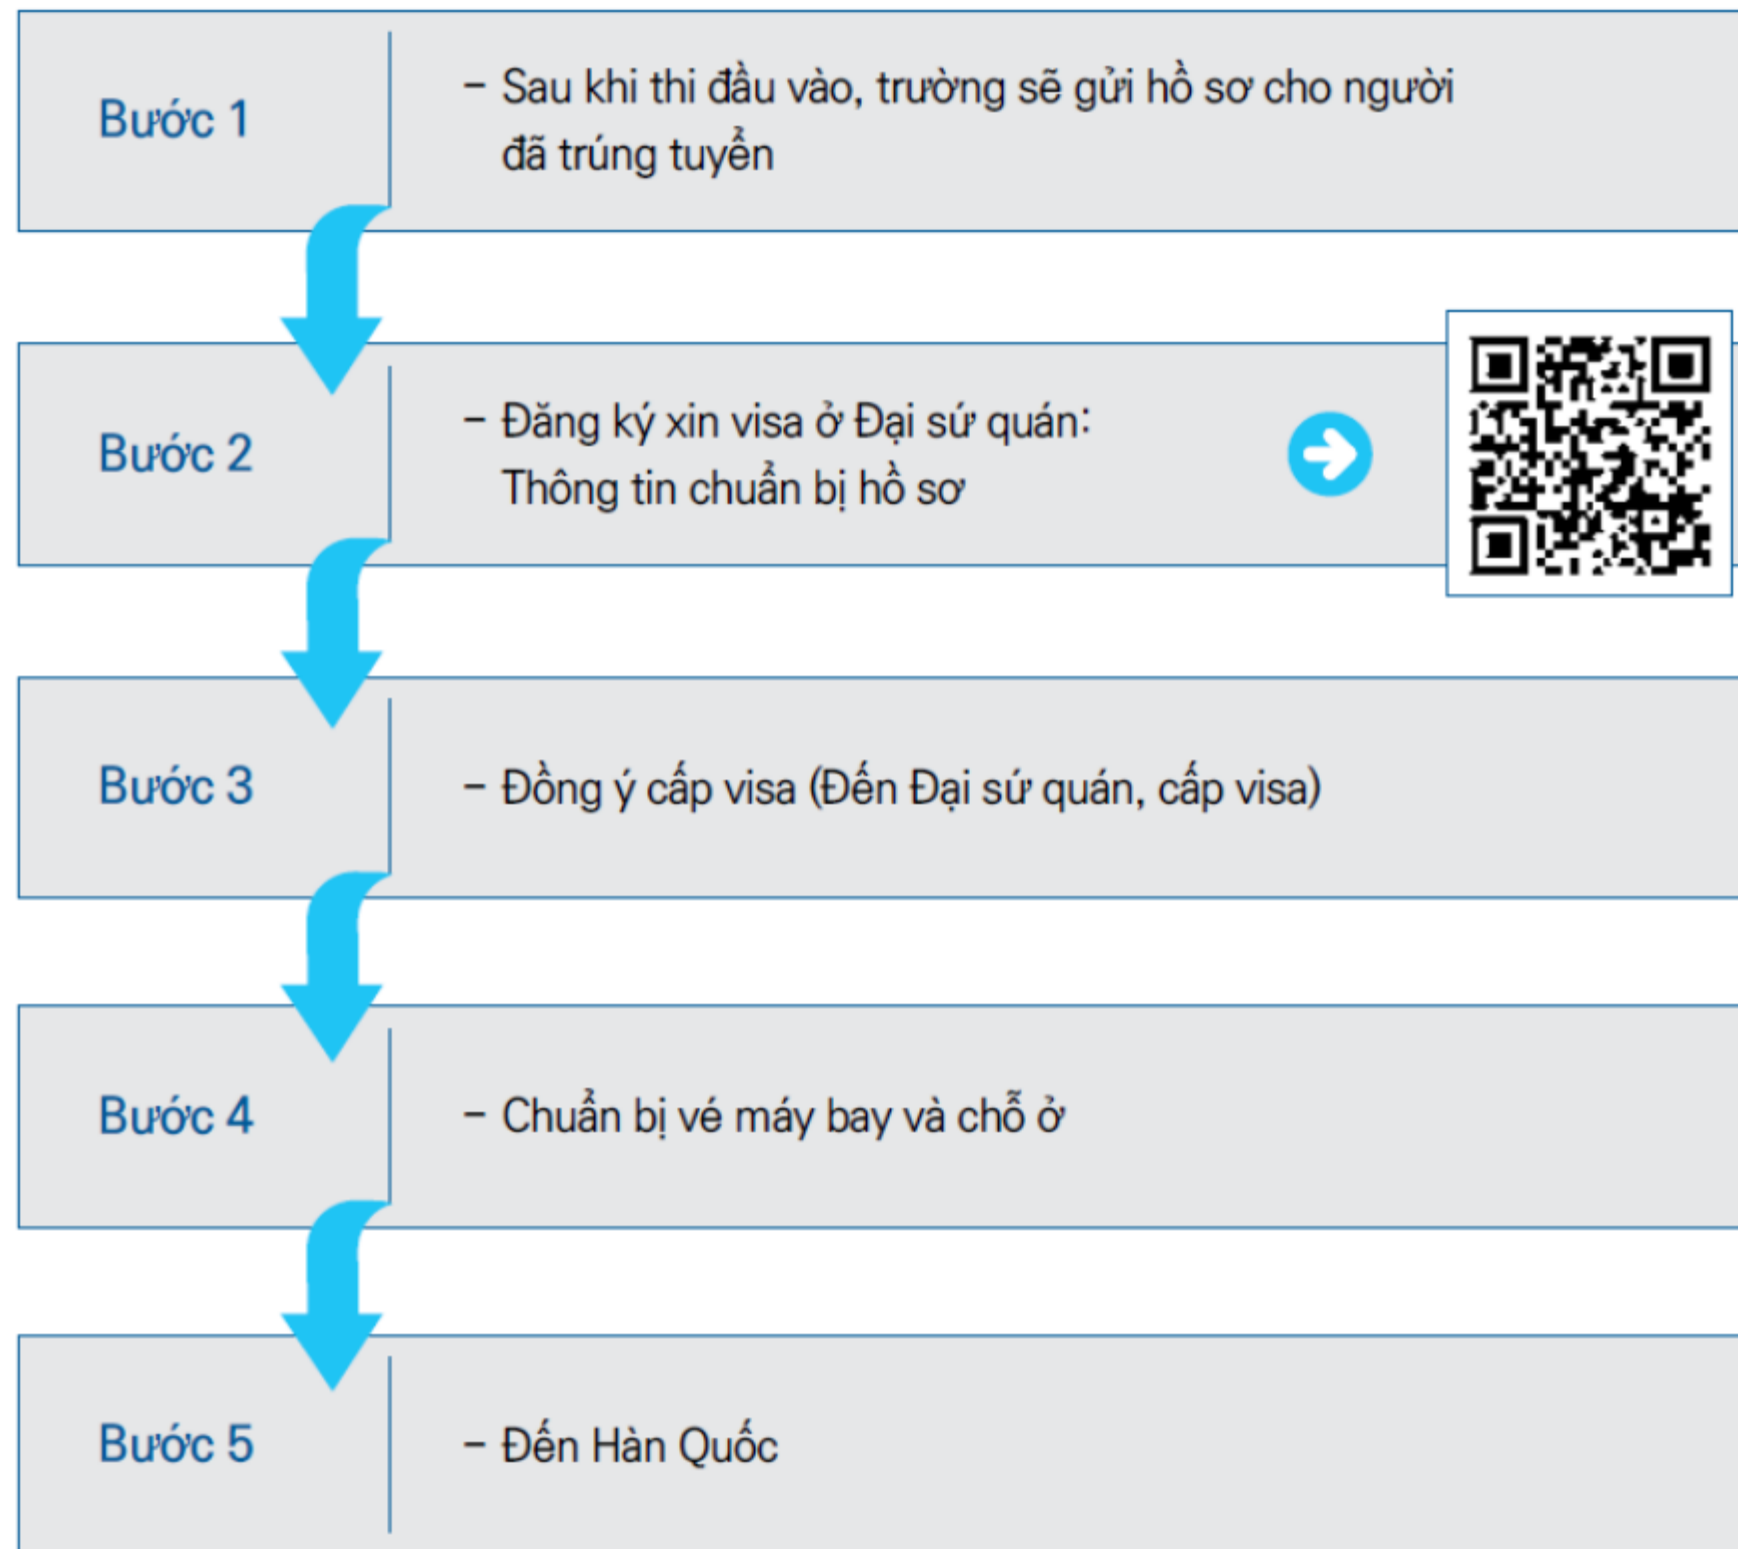 Bước 1
– Sau khi thi đầu vào, trường sẽ gửi hồ sơ cho người
đã trúng tuyển
Bước 2
– Đăng ký xin visa ở Đại sứ quán:
Thông tin chuẩn bị hồ sơ
Bước 3
– Đồng ý cấp visa (Đến Đại sứ quán, cấp visa)
Bước 4
– Chuẩn bị vé máy bay và chỗ ở
Bước 5
– Đến Hàn Quốc